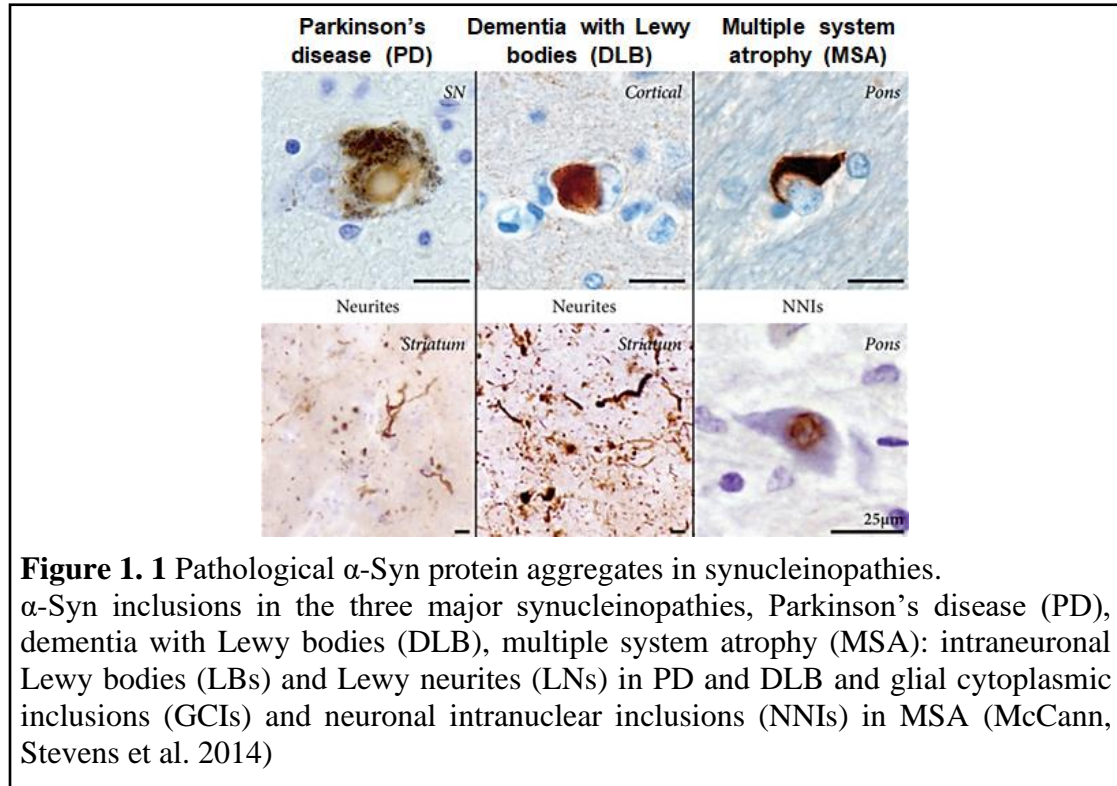 Parkinson's disease (PD)
Dementia with Lewy bodies (DLB)
Multiple system atrophy (MSA)
SN
Cortical
Pons
Neurites
Neurites
NNIs
Striatum
Striatum
Pons
25μm
Figure 1. 1 Pathological α-Syn protein aggregates in synucleinopathies.
α-Syn inclusions in the three major synucleinopathies, Parkinson's disease (PD),
dementia with Lewy bodies (DLB), multiple system atrophy (MSA): intraneuronal
Lewy bodies (LBs) and Lewy neurites (LNs) in PD and DLB and glial cytoplasmic
inclusions (GCIs) and neuronal intranuclear inclusions (NNIs) in MSA (McCann,
Stevens et al. 2014)